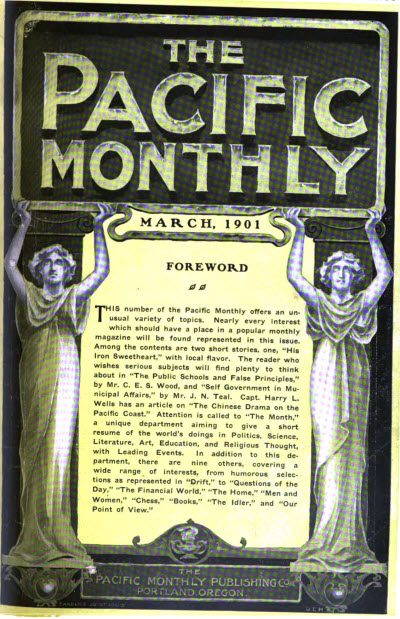 THE
PACIFIC
MONTHLY
MARCH, 1901
FOREWORD
THIS number of the Pacific Monthly offers an un-
usual variety of topics. Nearly every interest
which should have a place in a popular monthly
magazine will be found represented in this issue.
Among the contents are two short stories, one, "His
Iron Sweetheart," with local flavor. The reader who
wishes serious subjects will find plenty to think
about in "The Public Schools and False Principles,"
by Mr. C. E. S. Wood, and "Self Government in Mu-
nicipal Affairs," by Mr. J. N. Teal. Capt. Harry L.
Wells has an article on "The Chinese Drama on the
Pacific Coast." Attention is called to "The Month,"
a unique department aiming to give a short
resume of the world's doings in Politics, Science,
Literature, Art, Education, and Religious Thought,
with Leading Events. In addition to this de-
partment, there are nine others, covering a
wide range of interests, from humorous selec-
tions as represented in "Drift," to "Questions of the
Day," "The Financial World," "The Home," "Men and
Women," "Chess," "Books," "The Idler," and "Our
Point of View."
THE
PACIFIC MONTHLY PUBLISHING CO.
PORTLAND, OREGON.